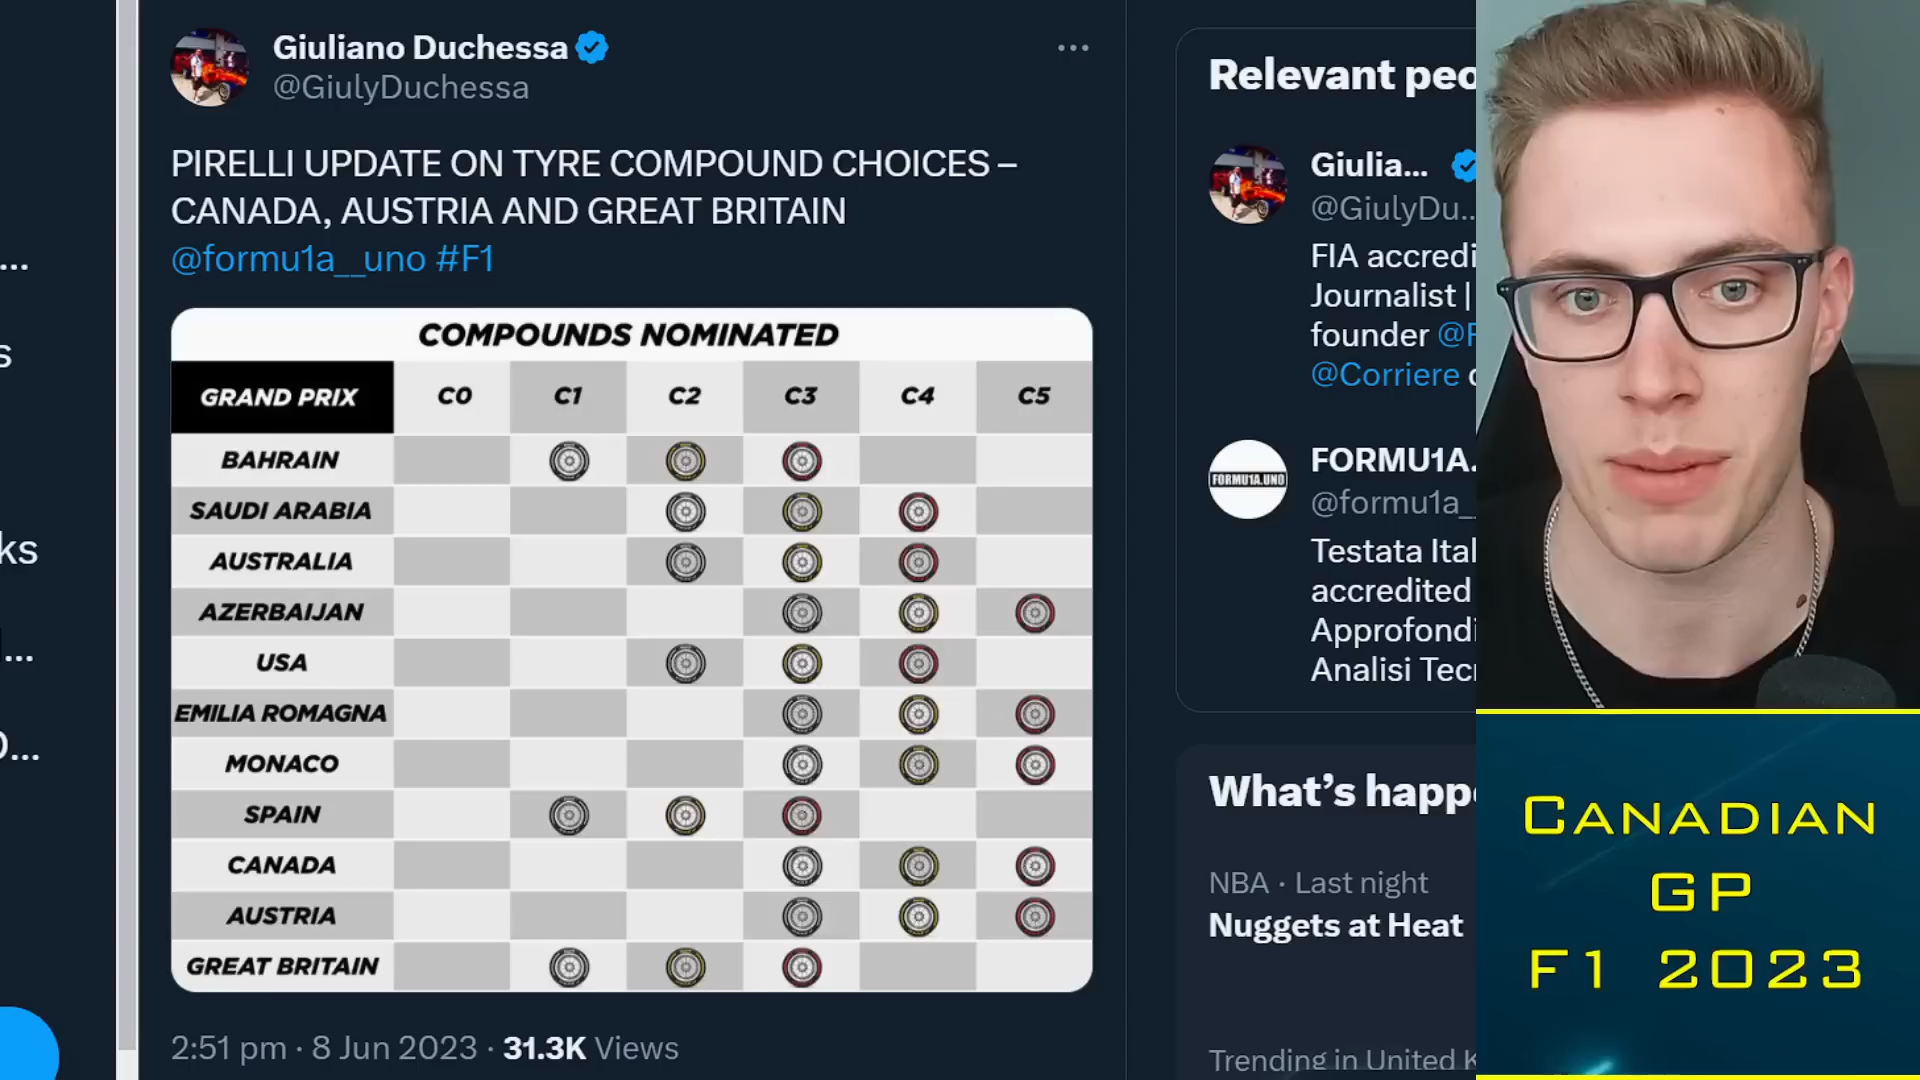 Giuliano Duchessa
@GiulyDuchessa
PIRELLI UPDATE ON TYRE COMPOUND CHOICES –
CANADA, AUSTRIA AND GREAT BRITAIN
@formu1a__uno #F1
COMPOUNDS NOMINATED
GRAND PRIX C0 C1 C2 C3 C4 C5
BAHRAIN
SAUDI ARABIA
AUSTRALIA
AZERBAIJAN
USA
EMILIA ROMAGNA
MONACO
SPAIN
CANADA
AUSTRIA
GREAT BRITAIN
2:51 pm · 8 Jun 2023 · 31.3K Views
...
s
ks
...
...
Relevant peo
Giulia...
@GiulyDu...
FIA accredi
Journalist |
founder @F
@Corriere
FORMU1A.UNO
FORMU1A.
@formu1a_
Testata Ital
accredited
Approfondi
Analisi Tec
What's happ
NBA · Last night
Nuggets at Heat
Trending in United K
CANADIAN
GP
F1 2023